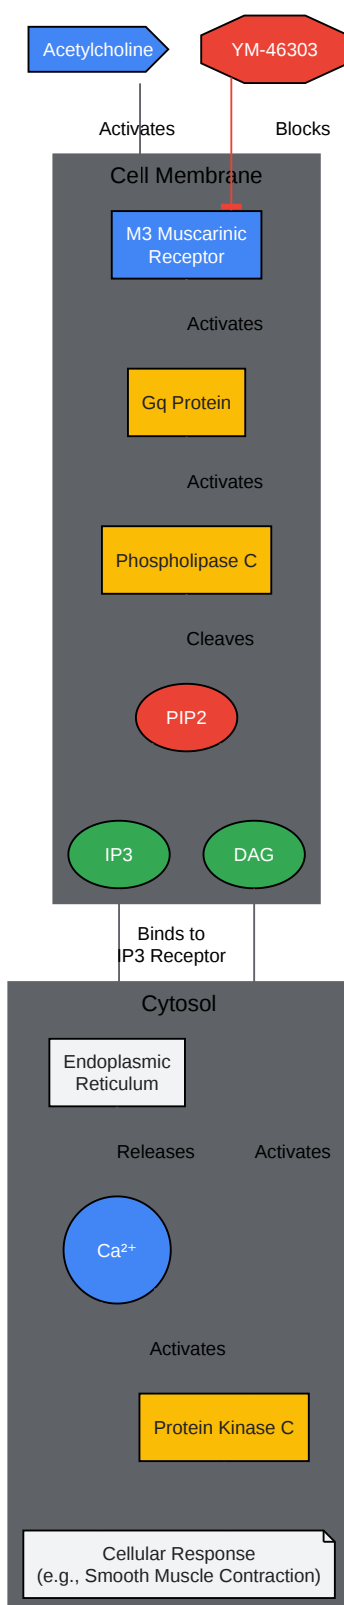 Acetylcholine
YM-46303
Activates
Blocks
Cell Membrane
M3 Muscarinic
Receptor
Activates
Gq Protein
Activates
Phospholipase C
Cleaves
PIP2
IP3
DAG
Binds to
IP3 Receptor
Cytosol
Endoplasmic
Reticulum
Releases
Activates
Ca²⁺
Activates
Protein Kinase C
Cellular Response
(e.g., Smooth Muscle Contraction)